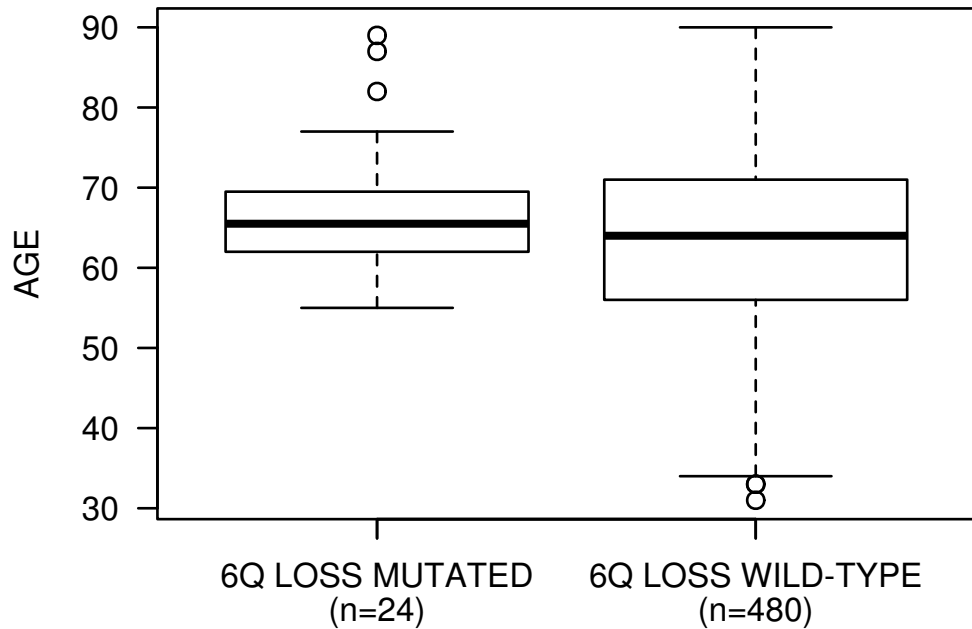 90
80
70
60
50
40
30
AGE
6Q LOSS MUTATED
(n=24)
6Q LOSS WILD-TYPE
(n=480)